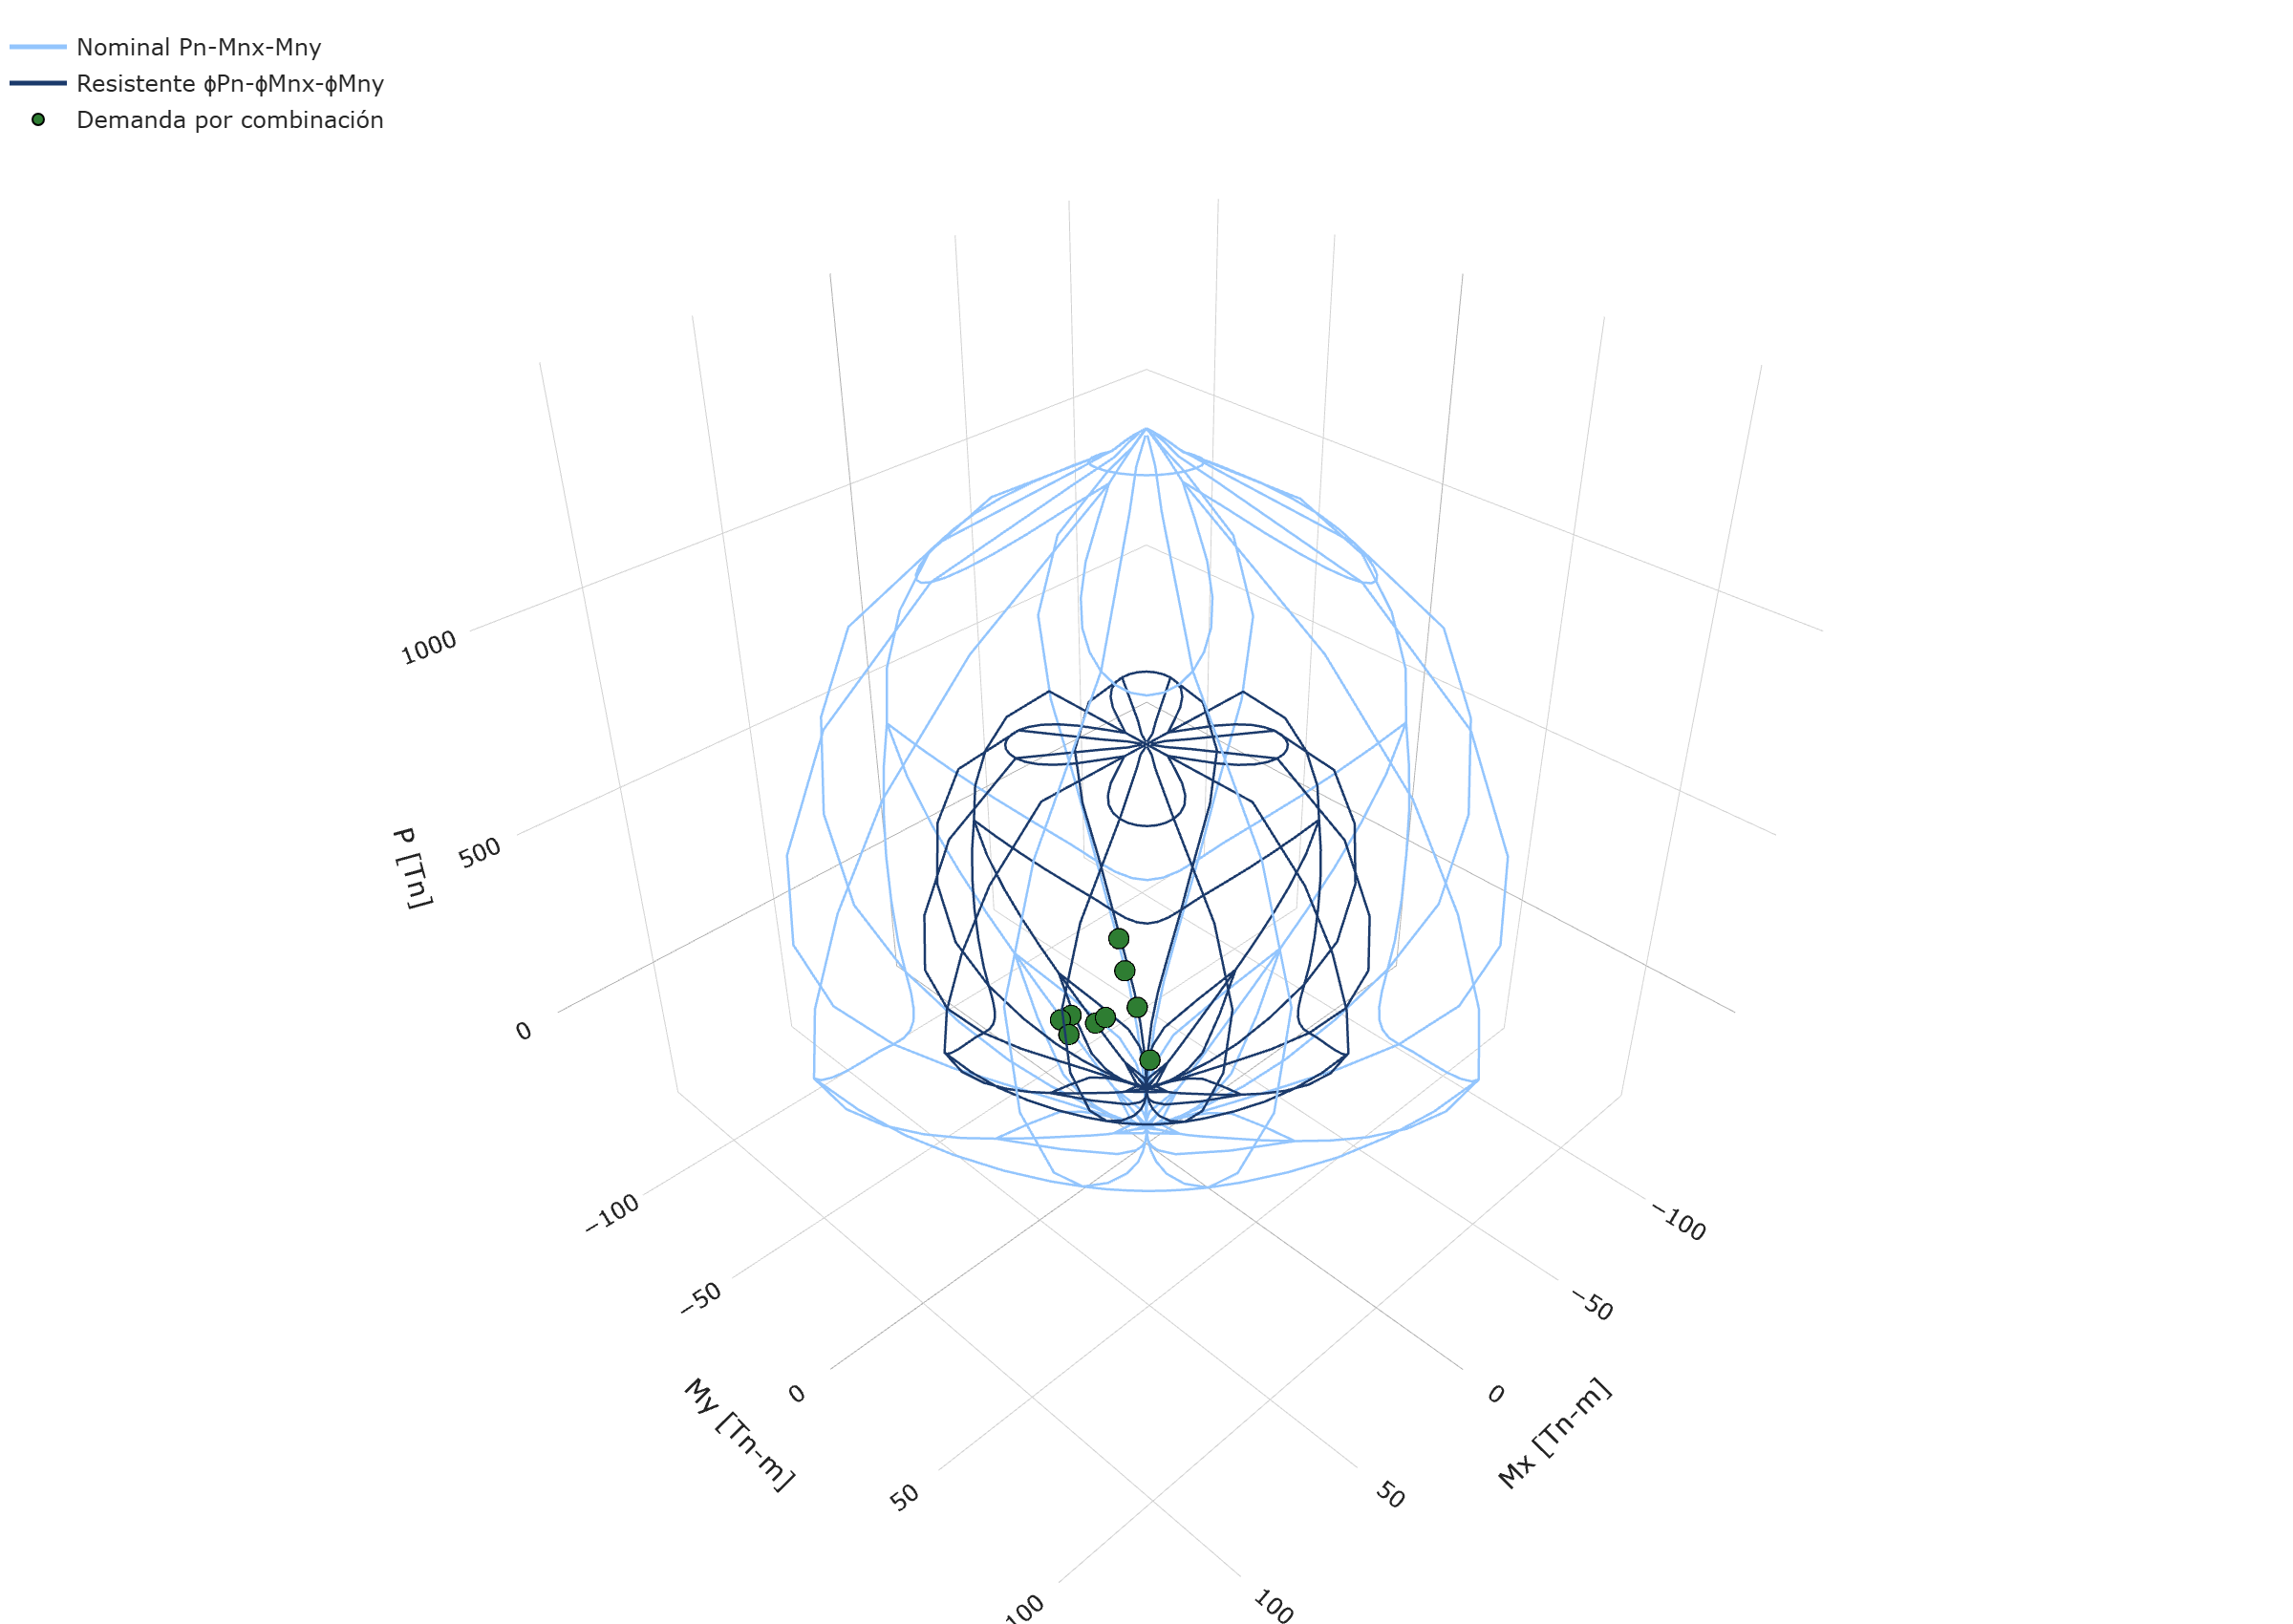 Nominal Pn-Mnx-Mny
Resistente ϕPn-ϕMnx-ϕMny
Demanda por combinación
1000
500
0
P [Tn]
−100
−50
0
50
100
My [Tn-m]
−100
−50
0
50
100
Mx [Tn-m]